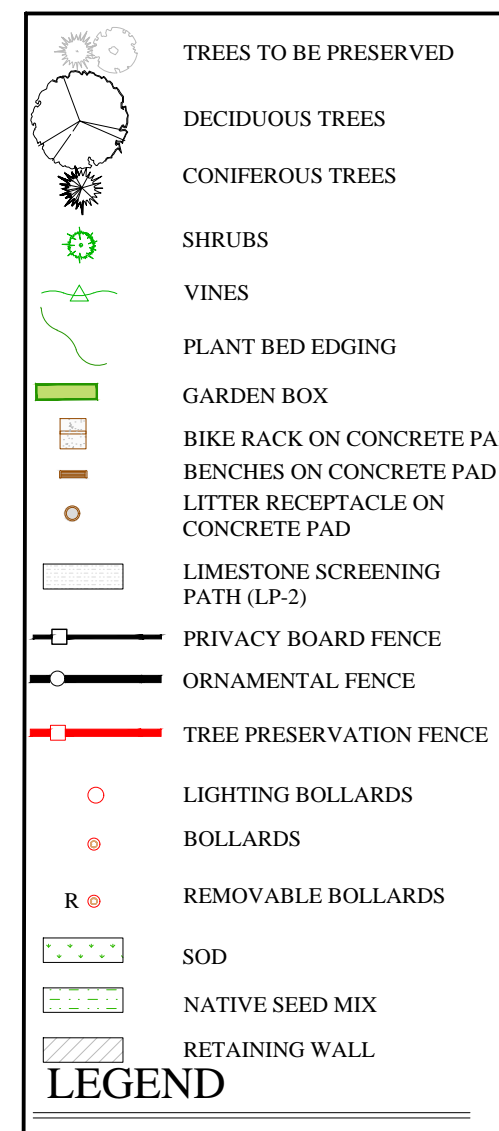 TREES TO BE PRESERVED
DECIDUOUS TREES
CONIFEROUS TREES
SHRUBS
VINES
PLANT BED EDGING
GARDEN BOX
BIKE RACK ON CONCRETE PA
BENCHES ON CONCRETE PAD
LITTER RECEPTACLE ON
CONCRETE PAD
LIMESTONE SCREENING
PATH (LP-2)
PRIVACY BOARD FENCE
ORNAMENTAL FENCE
TREE PRESERVATION FENCE
LIGHTING BOLLARDS
BOLLARDS
R REMOVABLE BOLLARDS
SOD
NATIVE SEED MIX
RETAINING WALL
LEGEND